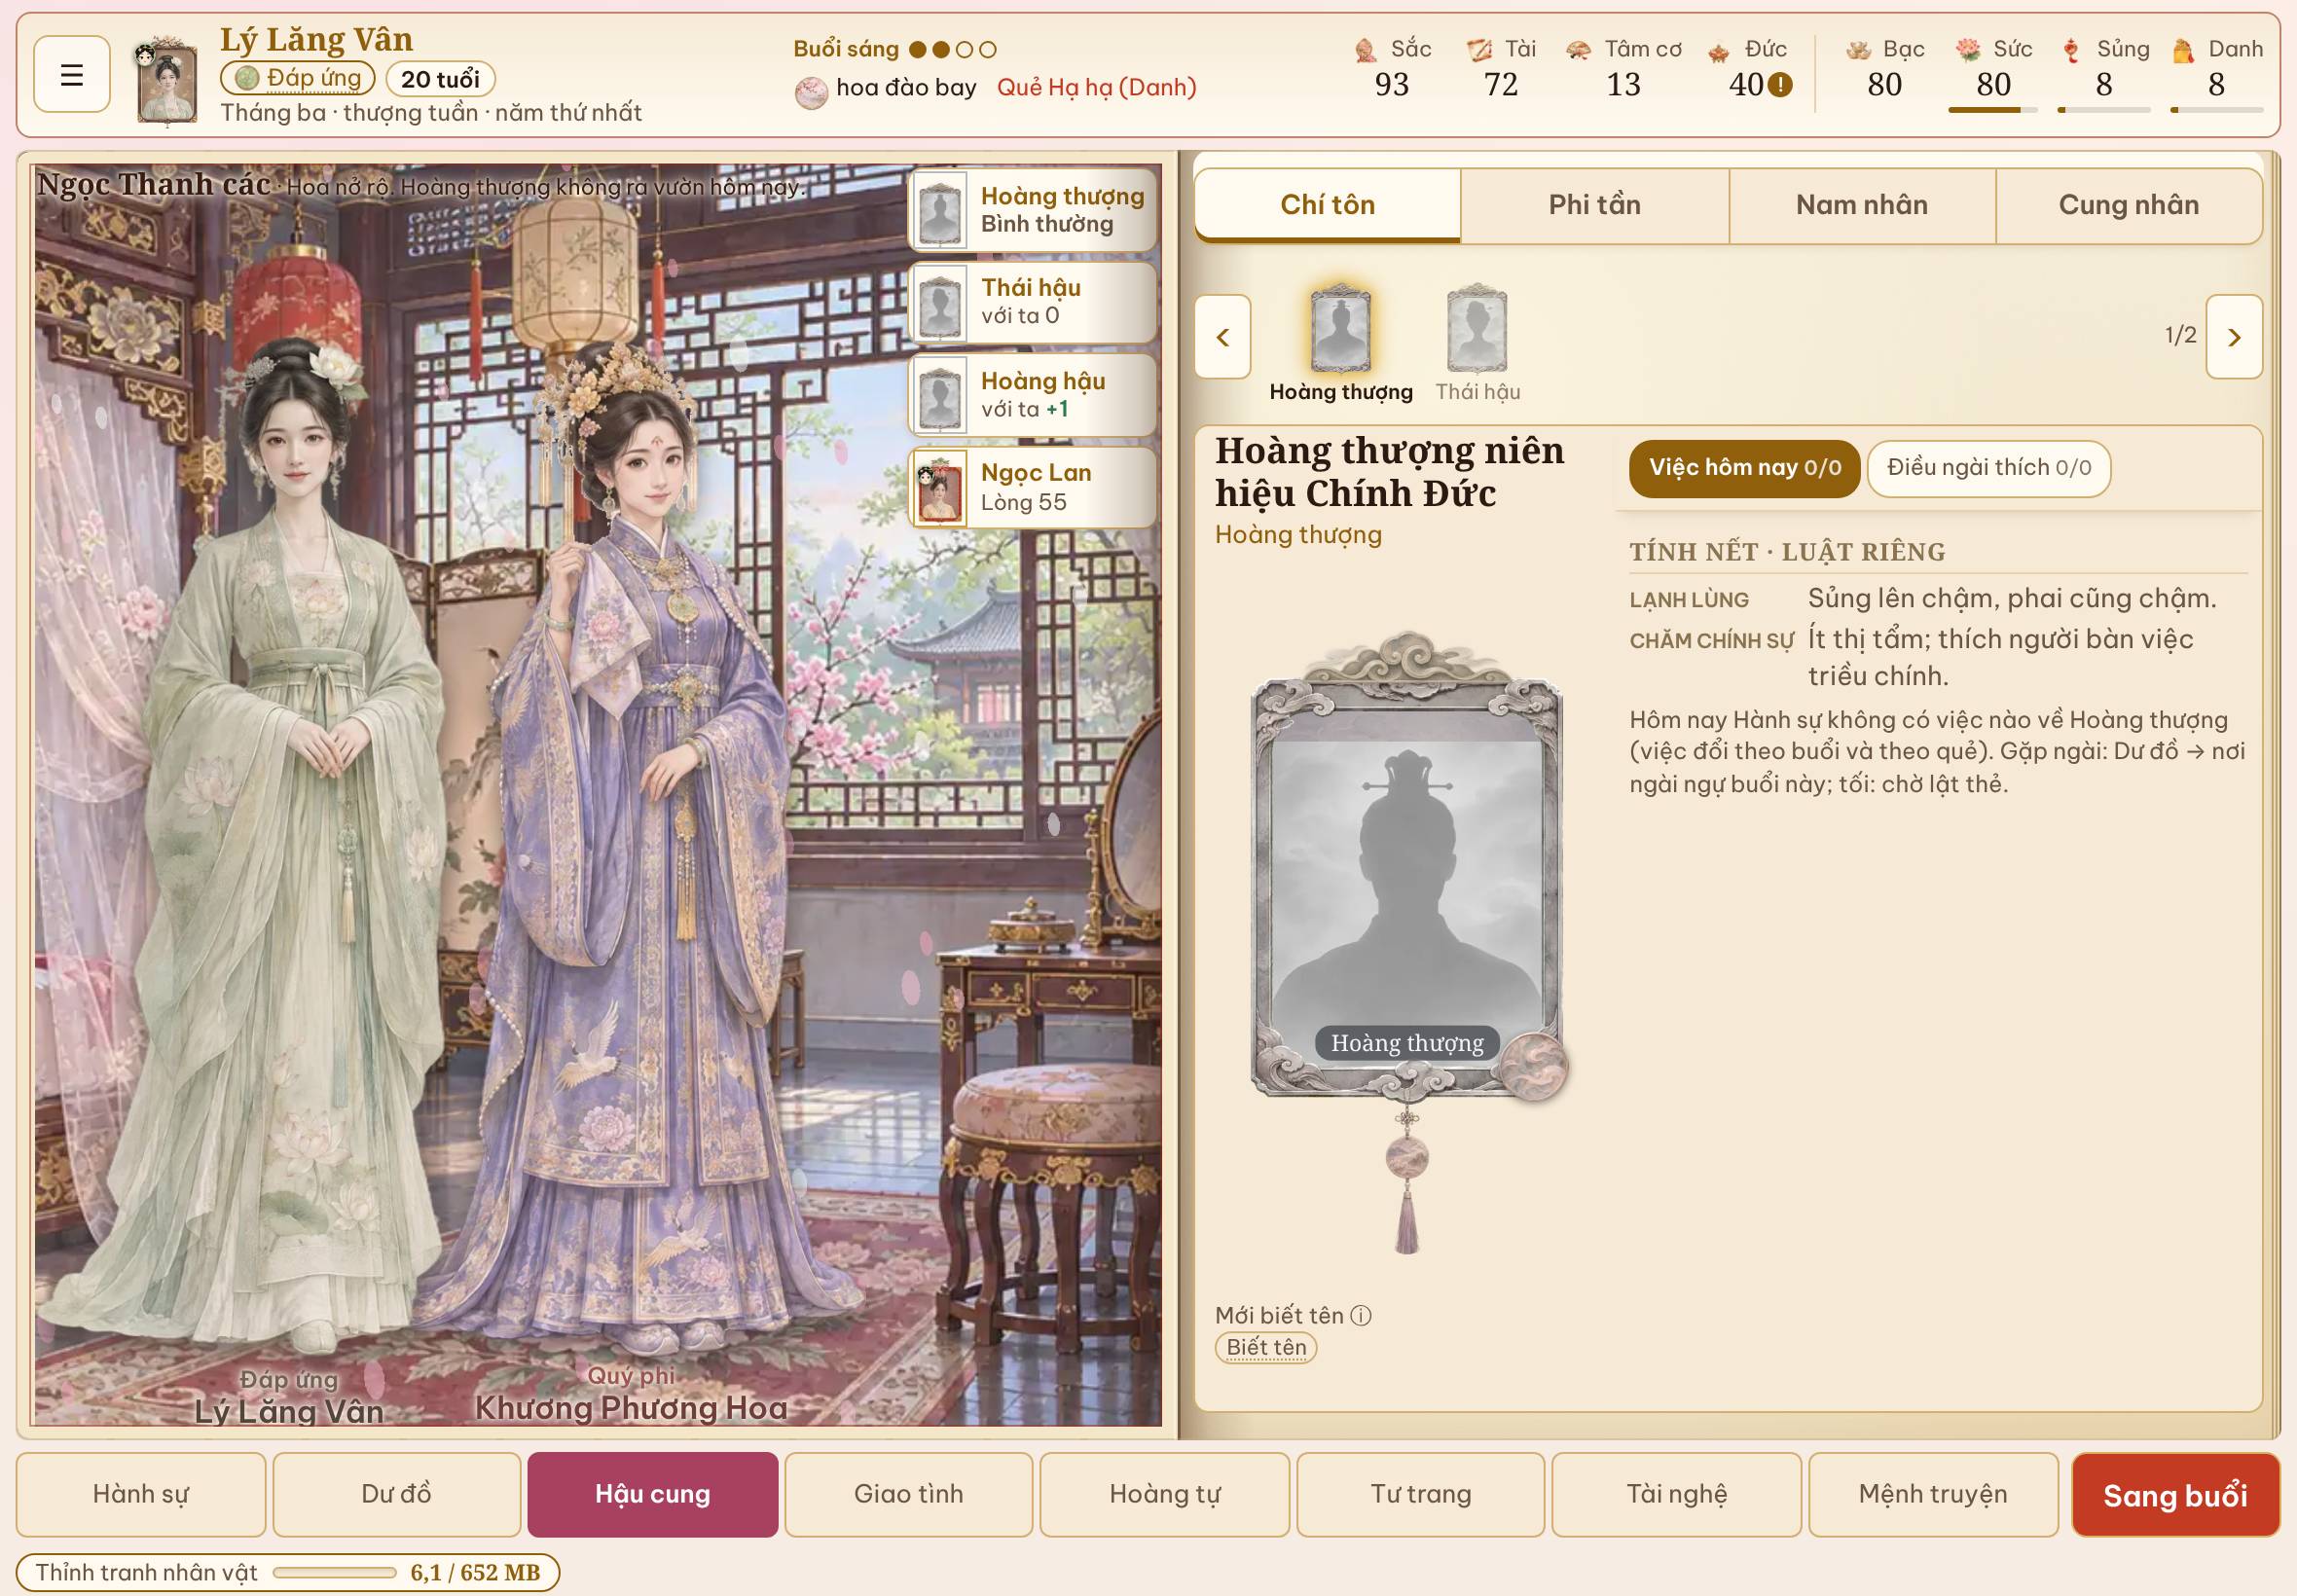 ☰
Lý Lăng Vân
Đáp ứng 20 tuổi
Tháng ba · thượng tuần · năm thứ nhất
Buổi sáng
hoa đào bay Quẻ Hạ hạ (Danh)
Sắc Tài Tâm cơ Đức Bạc Sức Sủng Danh
93 72 13 40! 80 80 8 8
Ngọc Thanh các · Hoa nở rộ. Hoàng thượng không ra vườn hôm nay.
Hoàng thượng
Bình thường
Thái hậu
với ta 0
Hoàng hậu
với ta +1
Ngọc Lan
Lòng 55
Đáp ứng
Lý Lăng Vân
Quý phi
Khương Phương Hoa
Chí tôn Phi tần Nam nhân Cung nhân
‹ 1/2 ›
Hoàng thượng Thái hậu
Hoàng thượng niên
hiệu Chính Đức
Hoàng thượng
Hoàng thượng
Mới biết tên ⓘ
Biết tên
Việc hôm nay 0/0 Điều ngài thích 0/0
TÍNH NẾT · LUẬT RIÊNG
LẠNH LÙNG Sủng lên chậm, phai cũng chậm.
CHĂM CHÍNH SỰ Ít thị tẩm; thích người bàn việc
triều chính.
Hôm nay Hành sự không có việc nào về Hoàng thượng
(việc đổi theo buổi và theo quẻ). Gặp ngài: Dư đồ → nơi
ngài ngự buổi này; tối: chờ lật thẻ.
Hành sự Dư đồ Hậu cung Giao tình Hoàng tự Tư trang Tài nghệ Mệnh truyện Sang buổi
Thỉnh tranh nhân vật 6,1 / 652 MB